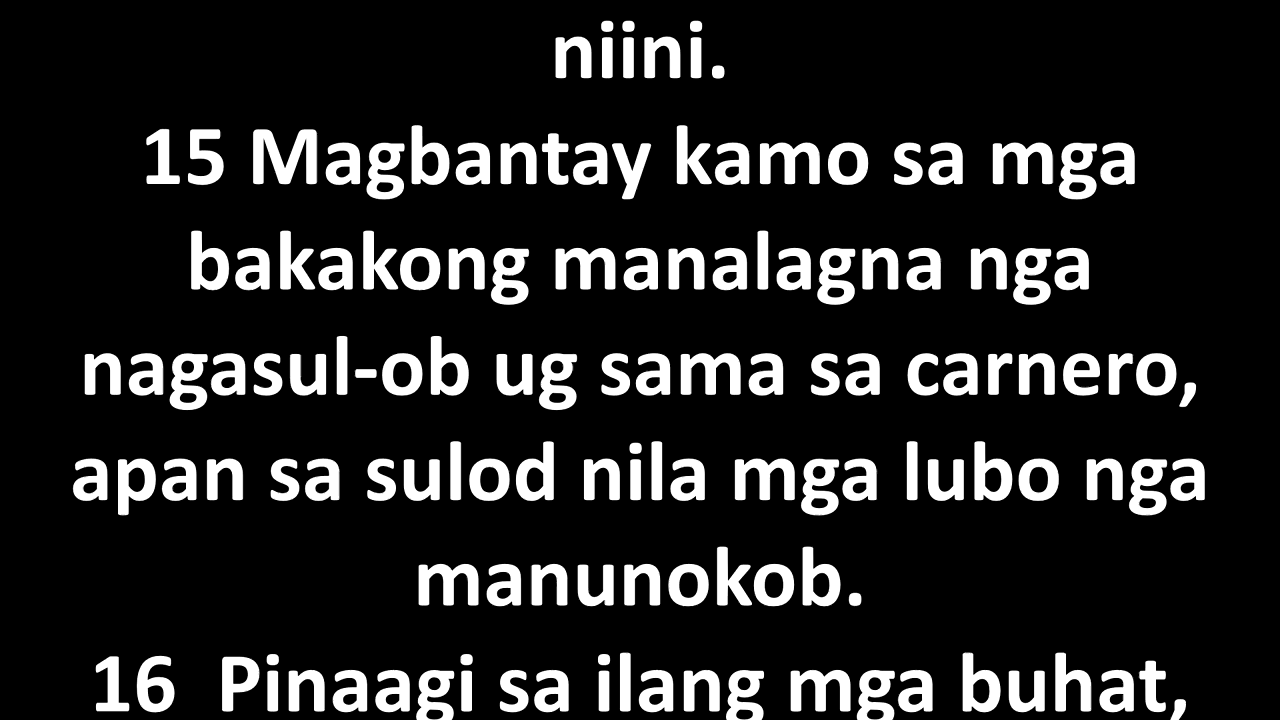 niini.
15 Magbantay kamo sa mga
bakakong manalagna nga
nagasul-ob ug sama sa carnero,
apan sa sulod nila mga lubo nga
manunokob.
16  Pinaagi sa ilang mga buhat,